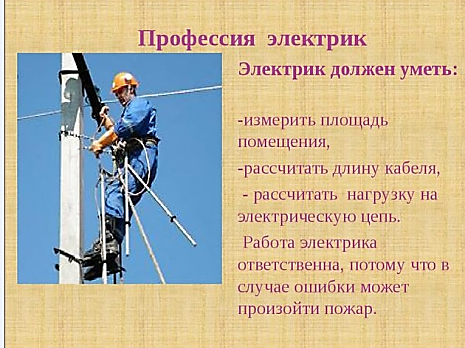 Профессия электрик
Электрик должен уметь:
-измерить площадь
помещения,
-рассчитать длину кабеля,
- рассчитать нагрузку на
электрическую цепь.
Работа электрика
ответственна, потому что в
случае ошибки может
произойти пожар.